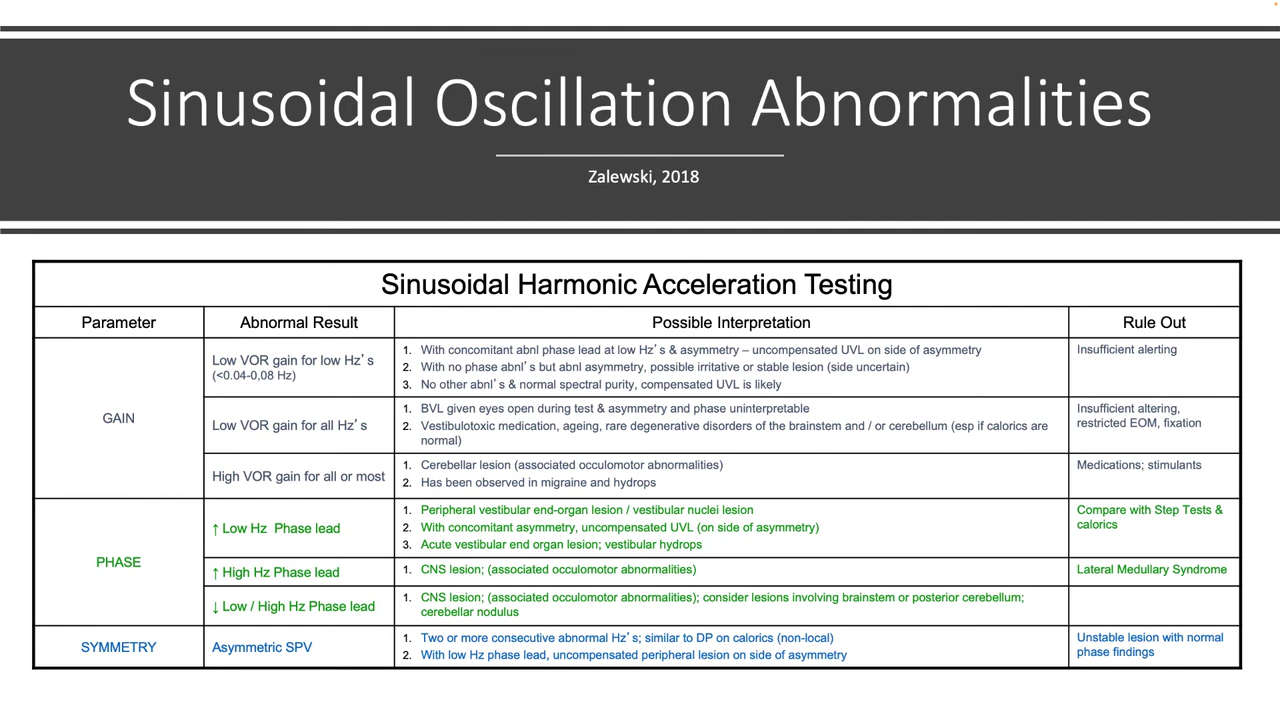 Sinusoidal Oscillation Abnormalities
Zalewski, 2018
Sinusoidal Harmonic Acceleration Testing
Parameter
Abnormal Result
Possible Interpretation
Rule Out
GAIN
Low VOR gain for low Hz's
(<0.04-0,08 Hz)
1. With concomitant abnl phase lead at low Hz's & asymmetry – uncompensated UVL on side of asymmetry
2. With no phase abnl's but abnl asymmetry, possible irritative or stable lesion (side uncertain)
3. No other abnl's & normal spectral purity, compensated UVL is likely
Insufficient alerting
Low VOR gain for all Hz's
1. BVL given eyes open during test & asymmetry and phase uninterpretable
2. Vestibulotoxic medication, ageing, rare degenerative disorders of the brainstem and / or cerebellum (esp if calorics are
normal)
Insufficient altering,
restricted EOM, fixation
High VOR gain for all or most
1. Cerebellar lesion (associated occulomotor abnormalities)
2. Has been observed in migraine and hydrops
Medications; stimulants
PHASE
↑ Low Hz Phase lead
1. Peripheral vestibular end-organ lesion / vestibular nuclei lesion
2. With concomitant asymmetry, uncompensated UVL (on side of asymmetry)
3. Acute vestibular end organ lesion; vestibular hydrops
Compare with Step Tests &
calorics
↑ High Hz Phase lead
1. CNS lesion; (associated occulomotor abnormalities)
Lateral Medullary Syndrome
↓ Low / High Hz Phase lead
1. CNS lesion; (associated occulomotor abnormalities); consider lesions involving brainstem or posterior cerebellum;
cerebellar nodulus
SYMMETRY
Asymmetric SPV
1. Two or more consecutive abnormal Hz's; similar to DP on calorics (non-local)
2. With low Hz phase lead, uncompensated peripheral lesion on side of asymmetry
Unstable lesion with normal
phase findings